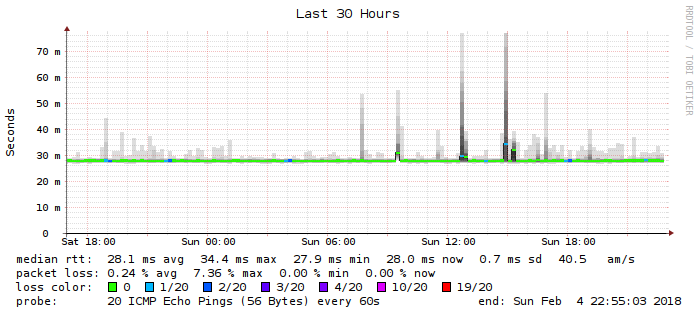 Last 30 Hours
RRDTOOL / TOBI OETIKER
Seconds
70 m
60 m
50 m
40 m
30 m
20 m
10 m
0
Sat 18:00 Sun 00:00 Sun 06:00 Sun 12:00 Sun 18:00
median rtt: 28.1 ms avg 34.4 ms max 27.9 ms min 28.0 ms now 0.7 ms sd 40.5 am/s
packet loss: 0.24 % avg 7.36 % max 0.00 % min 0.00 % now
loss color: 0 1/20 2/20 3/20 4/20 10/20 19/20
probe: 20 ICMP Echo Pings (56 Bytes) every 60s end: Sun Feb 4 22:55:03 2018